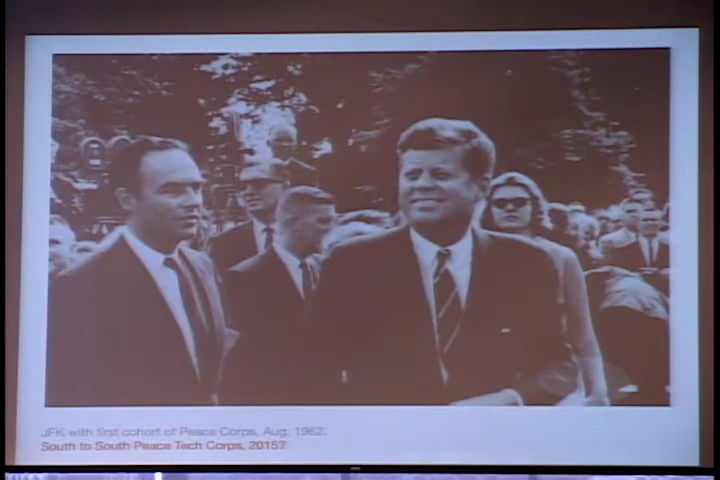 JFK with first cohort of Peace Corps, Aug. 1962.
South to South Peace Tech Corps, 2015?